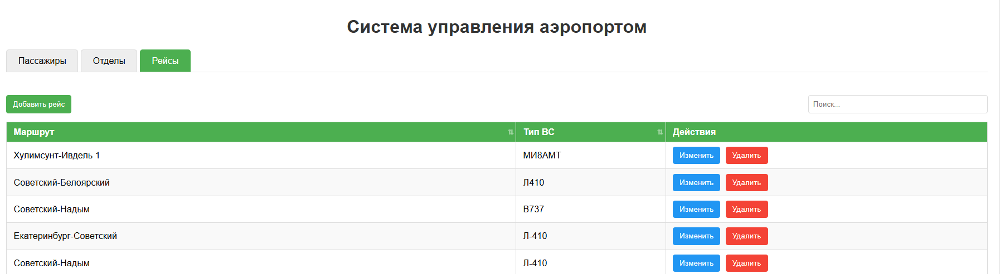 Система управления аэропортом
Пассажиры Отделы Рейсы
Добавить рейс Поиск...
Маршрут Тип ВС Действия
Хулимсунт-Ивдель 1 МИ8АМТ Изменить Удалить
Советский-Белоярский Л410 Изменить Удалить
Советский-Надым В737 Изменить Удалить
Екатеринбург-Советский Л-410 Изменить Удалить
Советский-Надым Л-410 Изменить Удалить